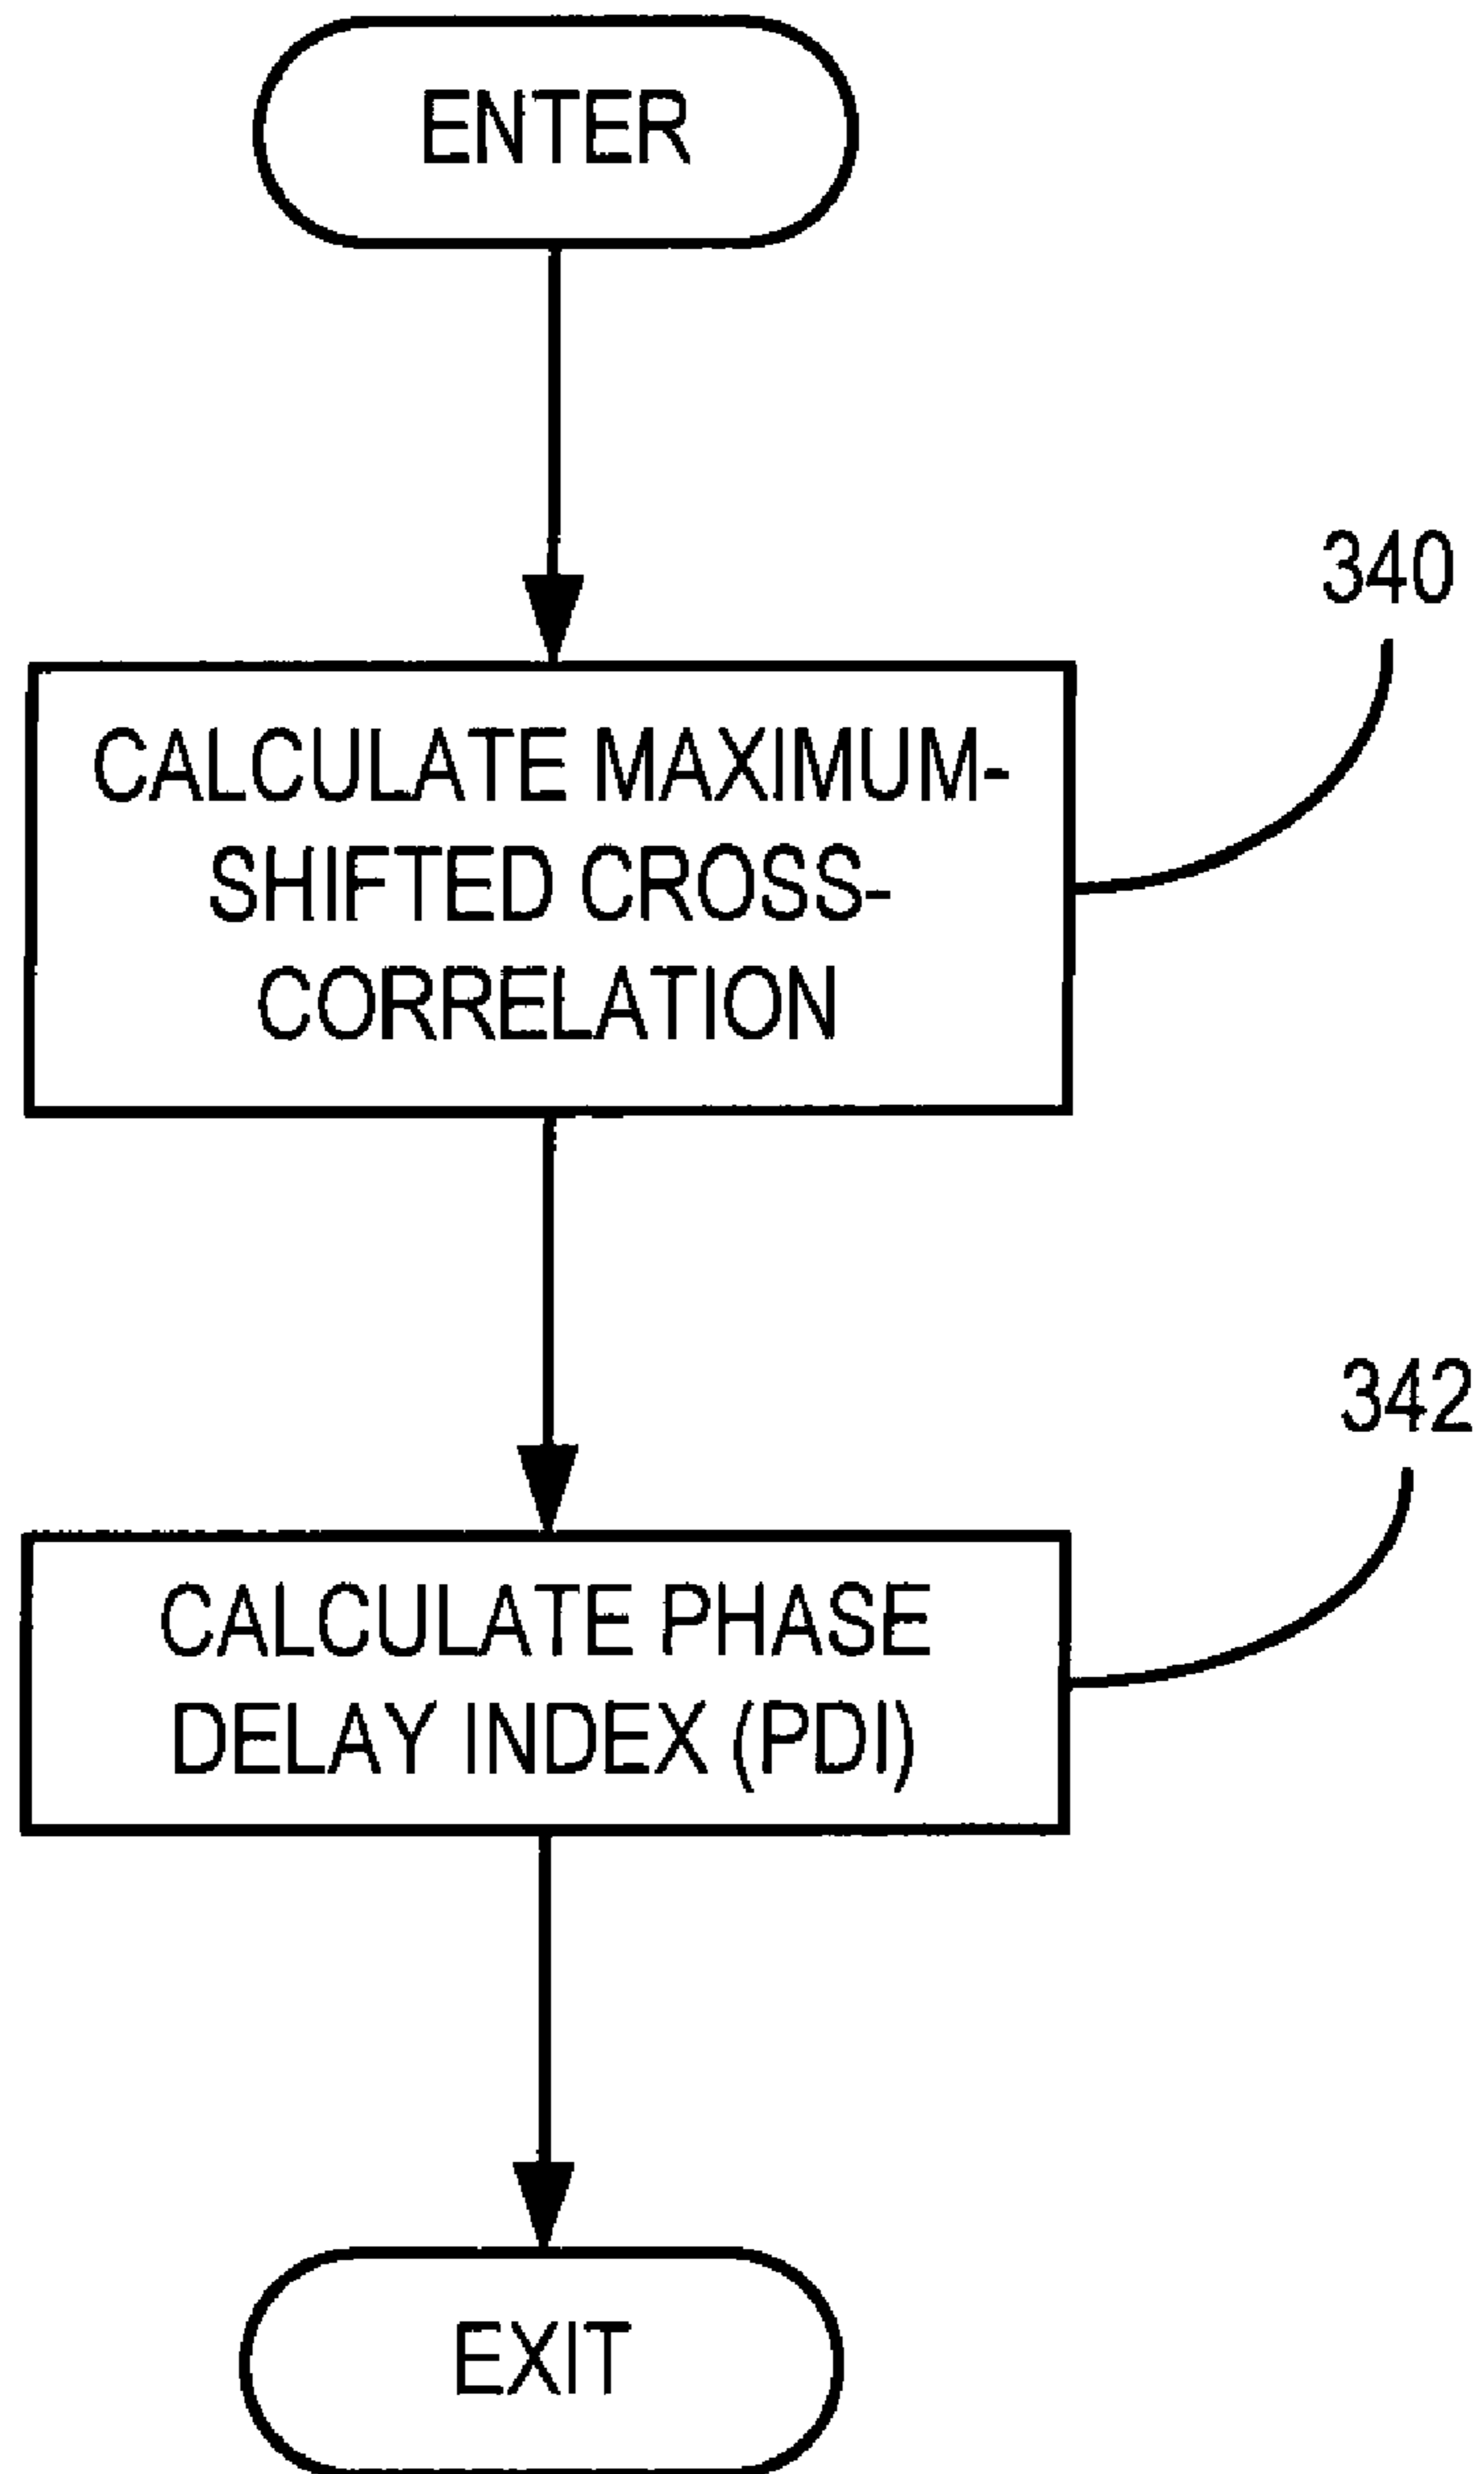 ENTER
340
CALCULATE MAXIMUM-
SHIFTED CROSS-
CORRELATION
342
CALCULATE PHASE
DELAY INDEX (PDI)
EXIT